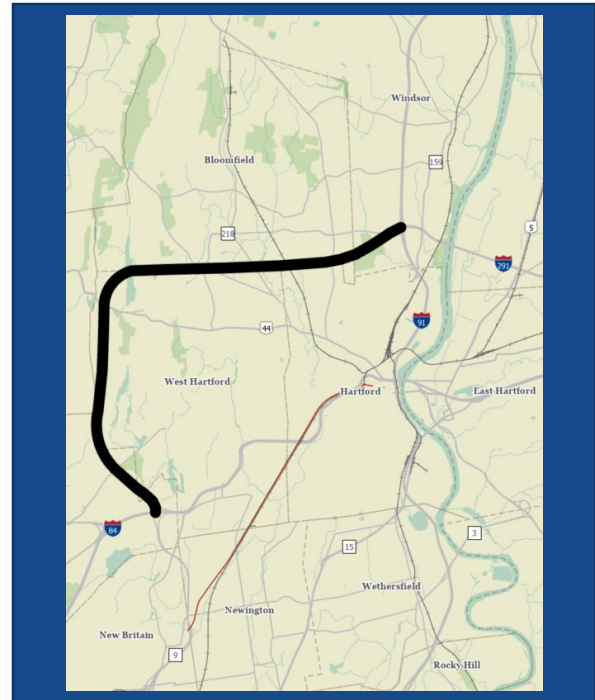 Windsor
159
Bloomfield
218
5
291
44
91
West Hartford
Hartford
East Hartford
84
15
3
Wethersfield
Newington
New Britain
9
Rocky Hill